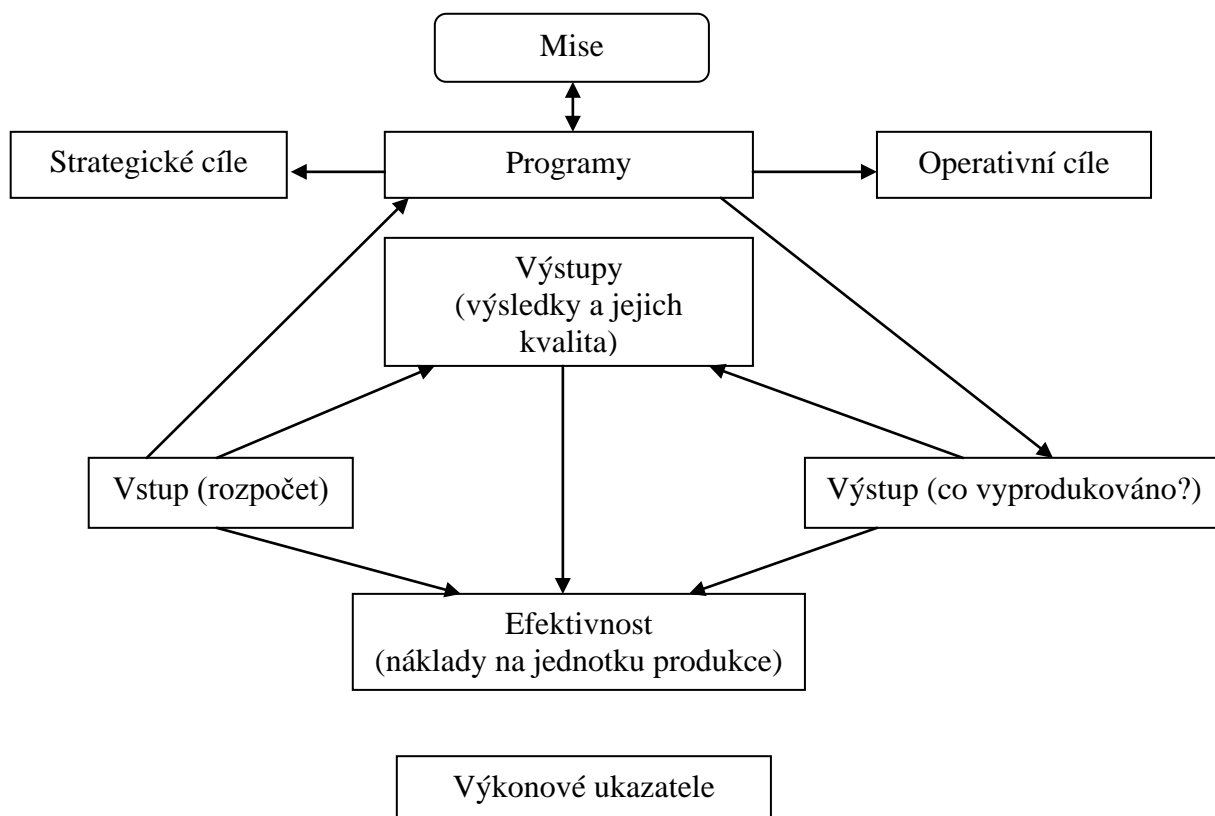 Mise
Strategické cíle
Programy
Operativní cíle
Výstupy
(výsledky a jejich
kvalita)
Vstup (rozpočet)
Výstup (co vyprodukováno?)
Efektivnost
(náklady na jednotku produkce)
Výkonové ukazatele